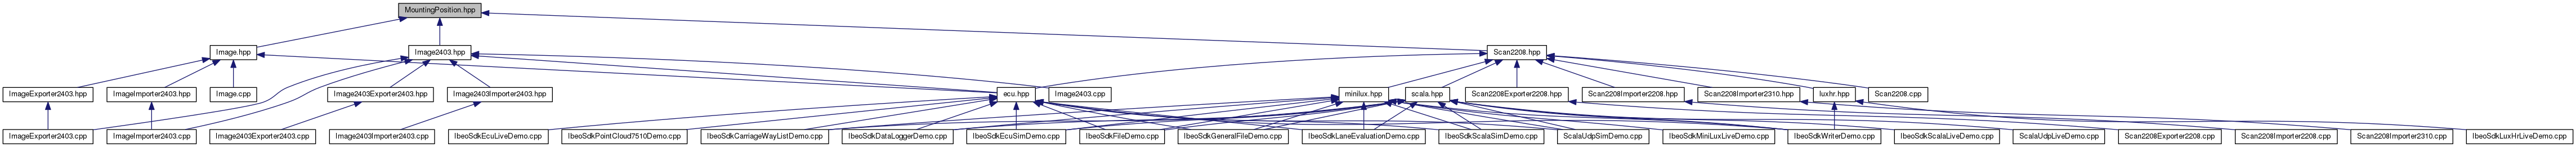 MountingPosition.hpp
Image.hpp
Image2403.hpp
Scan2208.hpp
ImageExporter2403.hpp
ImageImporter2403.hpp
Image.cpp
Image2403Exporter2403.hpp
Image2403Importer2403.hpp
ecu.hpp
Image2403.cpp
minilux.hpp
scala.hpp
Scan2208Exporter2208.hpp
Scan2208Importer2208.hpp
Scan2208Importer2310.hpp
luxhr.hpp
Scan2208.cpp
ImageExporter2403.cpp
ImageImporter2403.cpp
Image2403Exporter2403.cpp
Image2403Importer2403.cpp
IbeoSdkEcuLiveDemo.cpp
IbeoSdkPointCloud7510Demo.cpp
IbeoSdkCarriageWayListDemo.cpp
IbeoSdkDataLoggerDemo.cpp
IbeoSdkEcuSimDemo.cpp
IbeoSdkFileDemo.cpp
IbeoSdkGeneralFileDemo.cpp
IbeoSdkLaneEvaluationDemo.cpp
IbeoSdkScalaSimDemo.cpp
ScalaUdpSimDemo.cpp
IbeoSdkMiniLuxLiveDemo.cpp
IbeoSdkWriterDemo.cpp
IbeoSdkScalaLiveDemo.cpp
ScalaUdpLiveDemo.cpp
Scan2208Exporter2208.cpp
Scan2208Importer2208.cpp
Scan2208Importer2310.cpp
IbeoSdkLuxHrLiveDemo.cpp